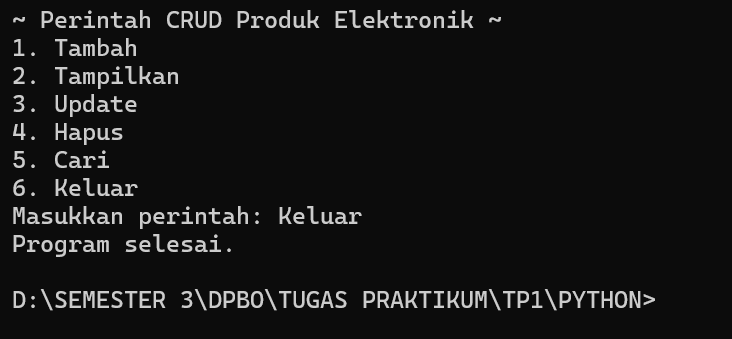 ~ Perintah CRUD Produk Elektronik ~
1. Tambah
2. Tampilkan
3. Update
4. Hapus
5. Cari
6. Keluar
Masukkan perintah: Keluar
Program selesai.
D:\SEMESTER 3\DPBO\TUGAS PRAKTIKUM\TP1\PYTHON>